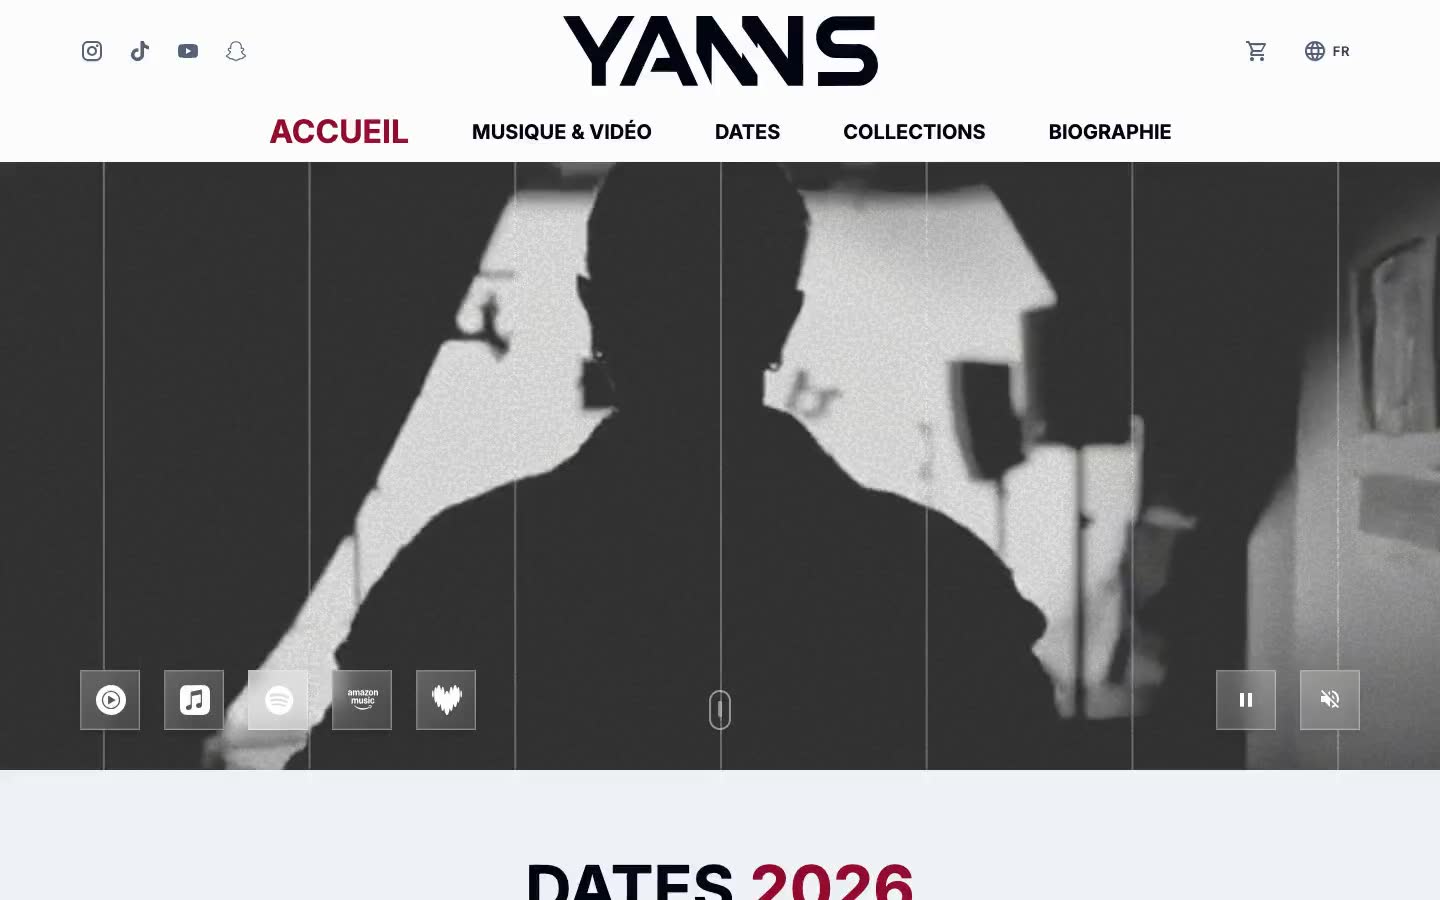 YANNS
FR
ACCUEIL
MUSIQUE & VIDÉO
DATES
COLLECTIONS
BIOGRAPHIE
amazon
music
DATES 2026